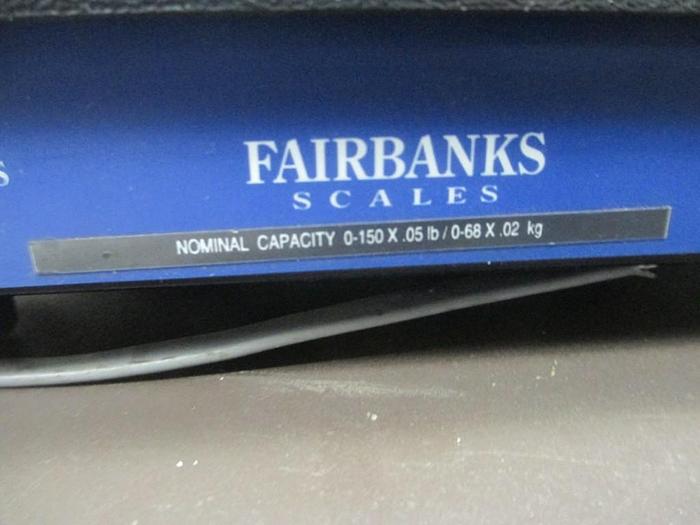 FAIRBANKS
SCALES
NOMINAL CAPACITY 0-150 X .05 lb / 0-68 X .02 kg